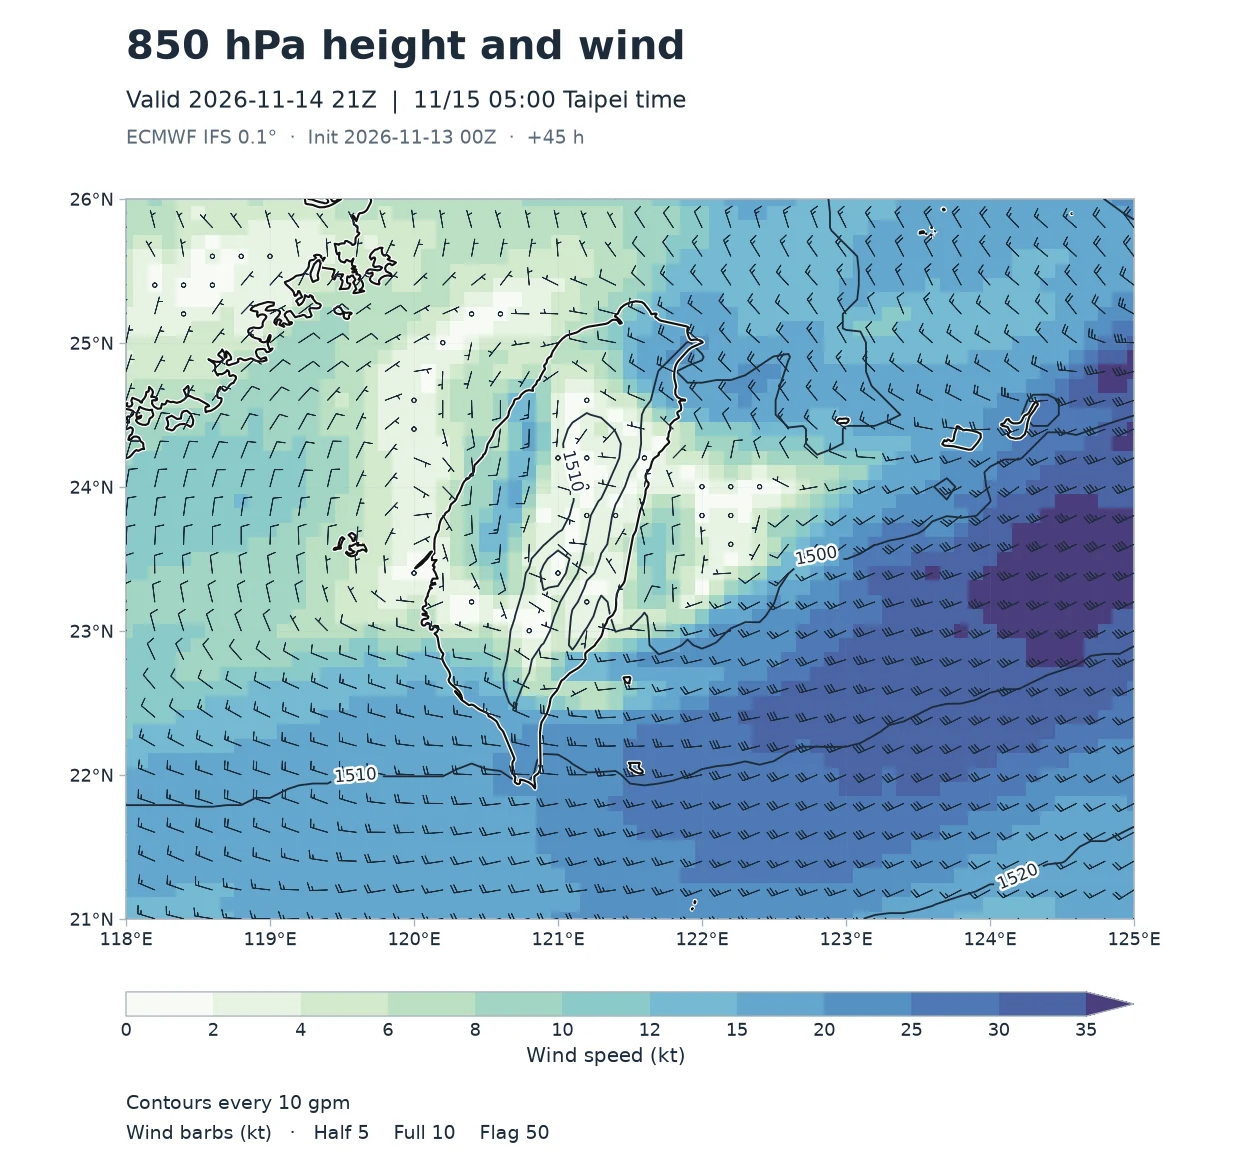 850 hPa height and wind
Valid 2026-11-14 21Z | 11/15 05:00 Taipei time
ECMWF IFS 0.1° · Init 2026-11-13 00Z · +45 h
26°N
25°N
24°N
23°N
22°N
21°N
1510
1500
1510
1520
118°E 119°E 120°E 121°E 122°E 123°E 124°E 125°E
0 2 4 6 8 10 12 15 20 25 30 35
Wind speed (kt)
Contours every 10 gpm
Wind barbs (kt) · Half 5 Full 10 Flag 50